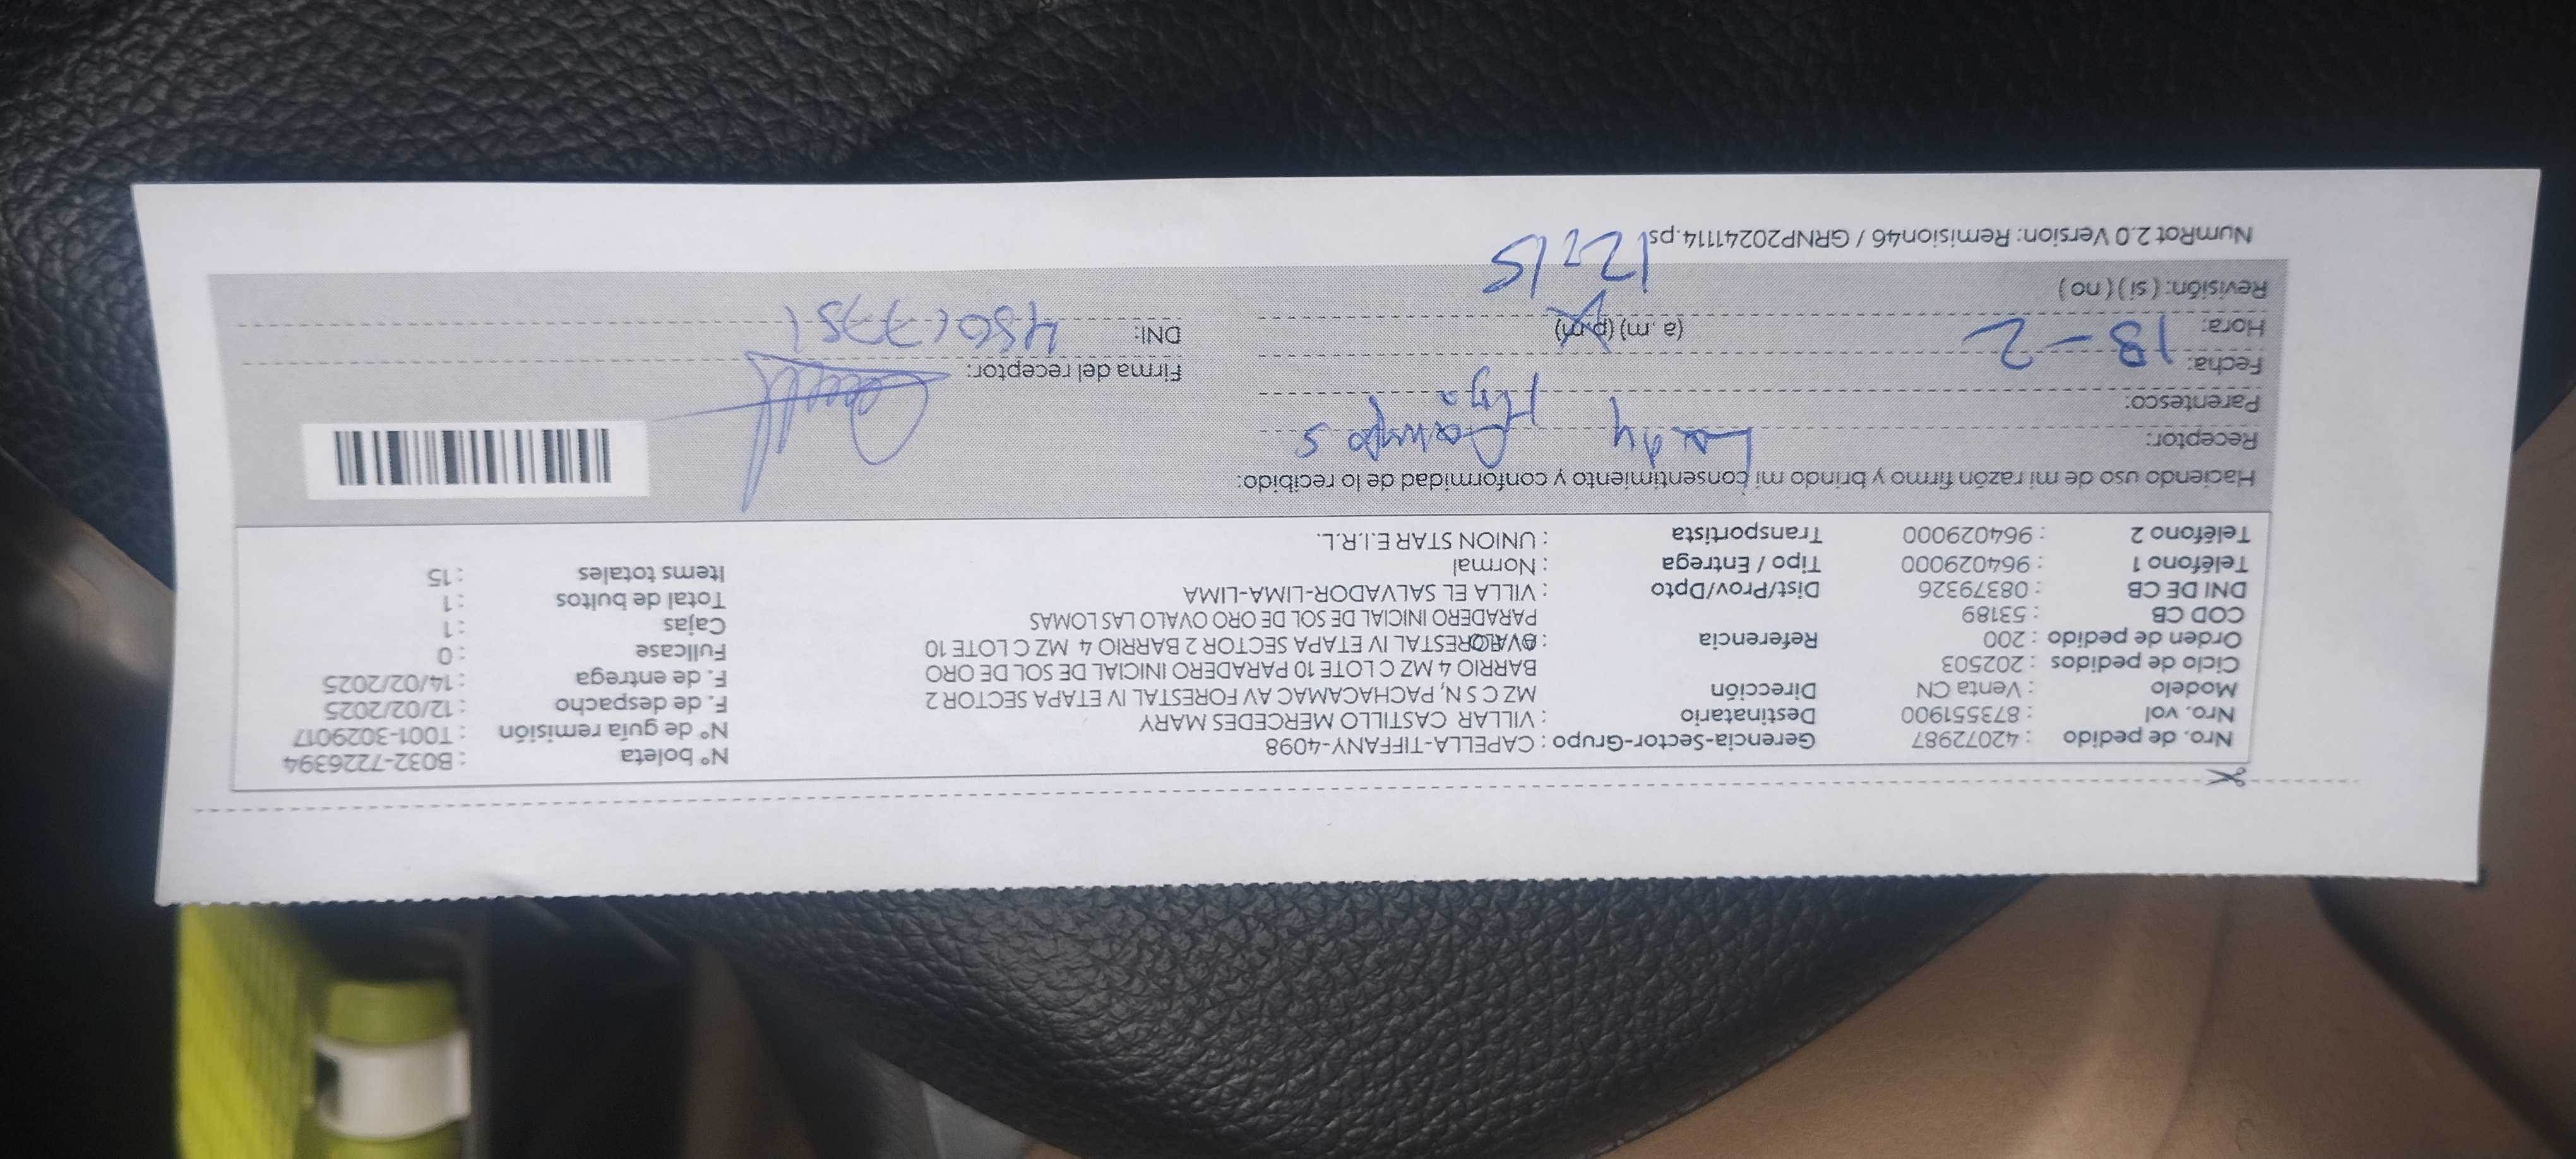 Nro. de pedido : 42072987 Gerencia-Sector-Grupo : CAPELLA-TIFFANY-4098 N° boleta : B032-7226394
Nro. vol : 873551900 Destinatario : VILLAR CASTILLO MERCEDES MARY N° de guía remisión : T001-3029017
Modelo : Venta CN Dirección MZ C S N, PACHACAMAC AV FORESTAL IV ETAPA SECTOR 2 F. de despacho : 12/02/2025
Ciclo de pedidos : 202503 BARRIO 4 MZ C LOTE 10 PARADERO INICIAL DE SOL DE ORO F. de entrega : 14/02/2025
Orden de pedido : 200 Referencia : FORESTAL IV ETAPA SECTOR 2 BARRIO 4 MZ C LOTE 10 Fullcase : 0
COD CB : 53189 PARADERO INICIAL DE SOL DE ORO OVALO LAS LOMAS Cajas : 1
DNI DE CB : 08379326 Dist/Prov/Dpto : VILLA EL SALVADOR-LIMA-LIMA Total de bultos : 1
Teléfono 1 : 964029000 Tipo / Entrega : Normal Items totales : 15
Teléfono 2 : 964029000 Transportista : UNION STAR E.I.R.L.
Haciendo uso de mi razón firmo y brindo mi consentimiento y conformidad de lo recibido:
Receptor: Campos
Parentesco:
Fecha: 13-2 Firma del receptor:
Hora: (a .m) (p.m) DNI:
Revisión: ( si ) ( no ) 12:15
NumRot 2.0 Version: Remision46 / GRNP20241114.ps